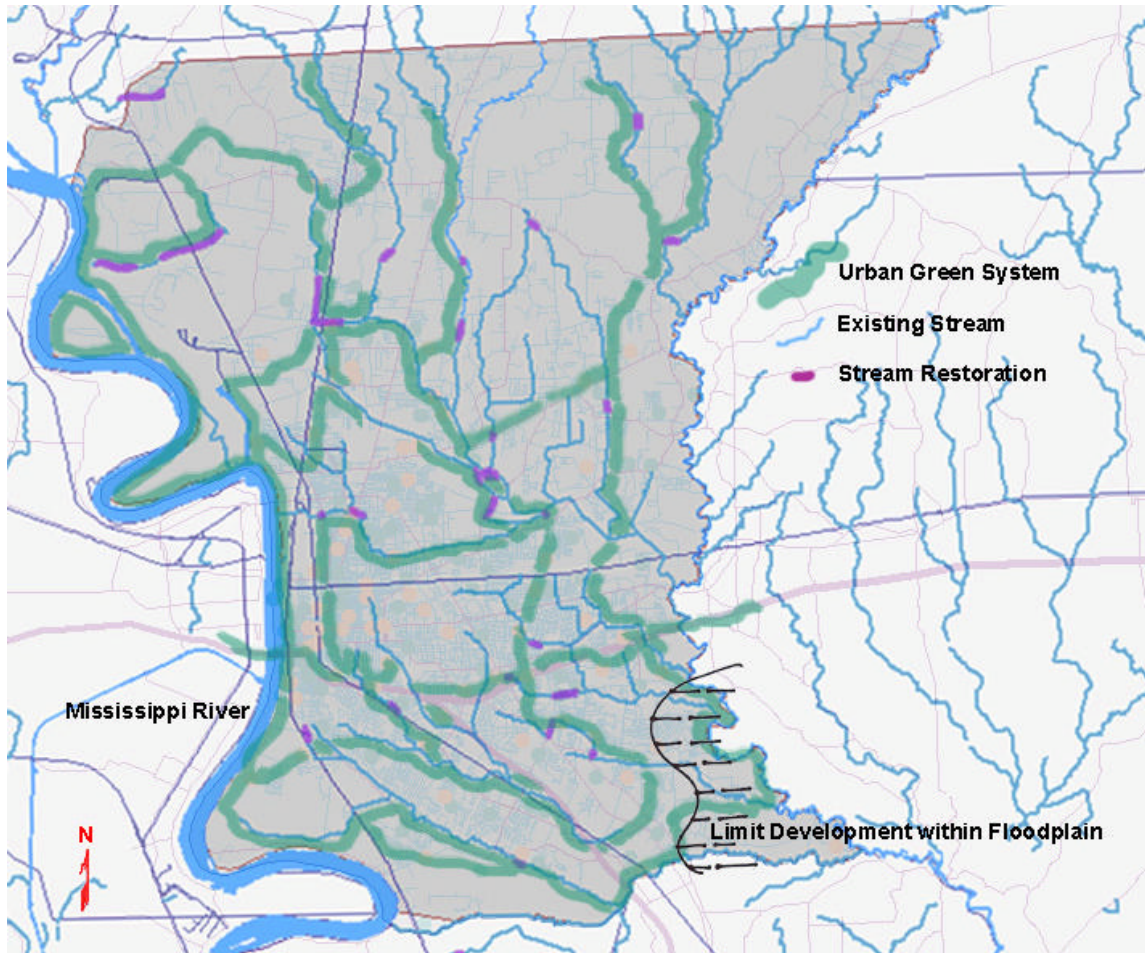 Urban Green System
Existing Stream
Stream Restoration
Mississippi River
Limit Development within Floodplain
N